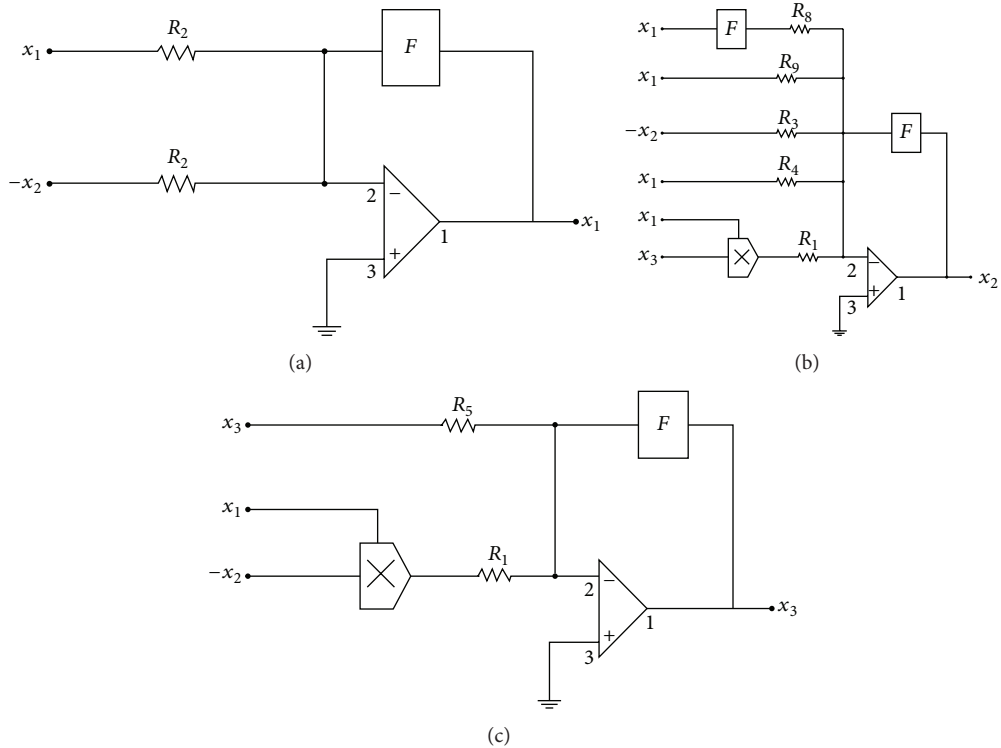 x₁ R₂ F
−x₂ R₂
2 −
1 x₁
3 +
(a)
x₁ F R₈
x₁ R₉
−x₂ R₃ F
x₁ R₄
x₁
x₃ × R₁ 2 −
1 x₂
3 +
(b)
x₃ R₅ F
x₁
−x₂ × R₁
2 −
1 x₃
3 +
(c)